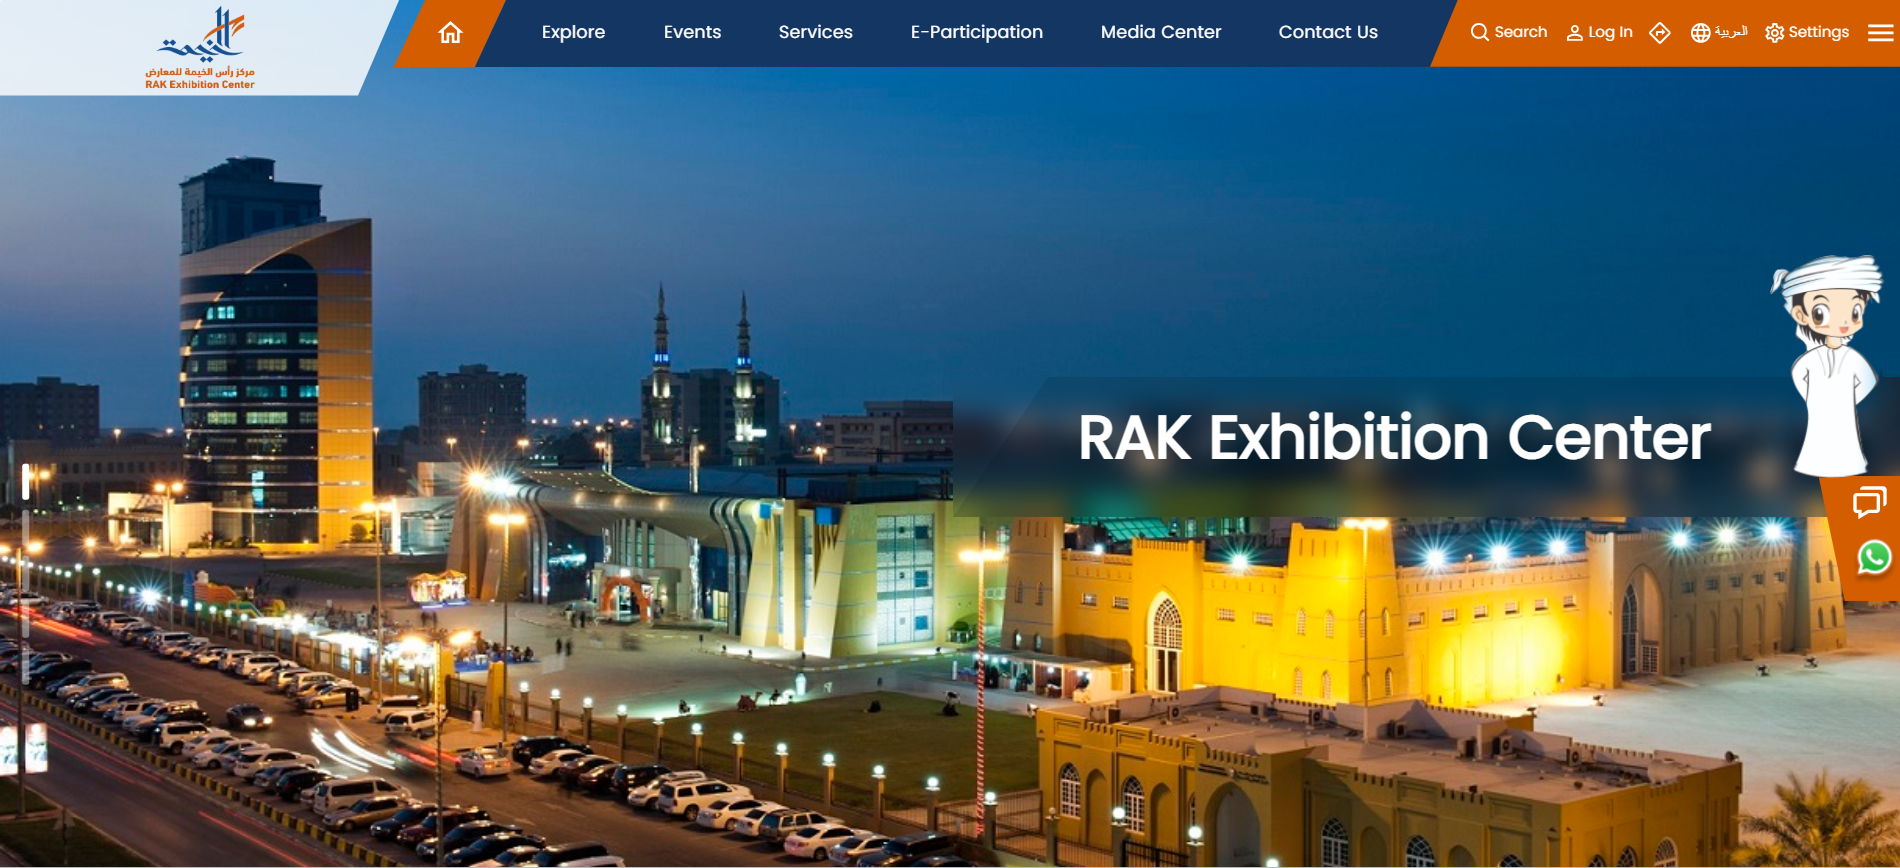 الخيمة
مركز رأس الخيمة للمعارض
RAK Exhibition Center
Explore
Events
Services
E-Participation
Media Center
Contact Us
Search
Log In
العربية
Settings
RAK Exhibition Center